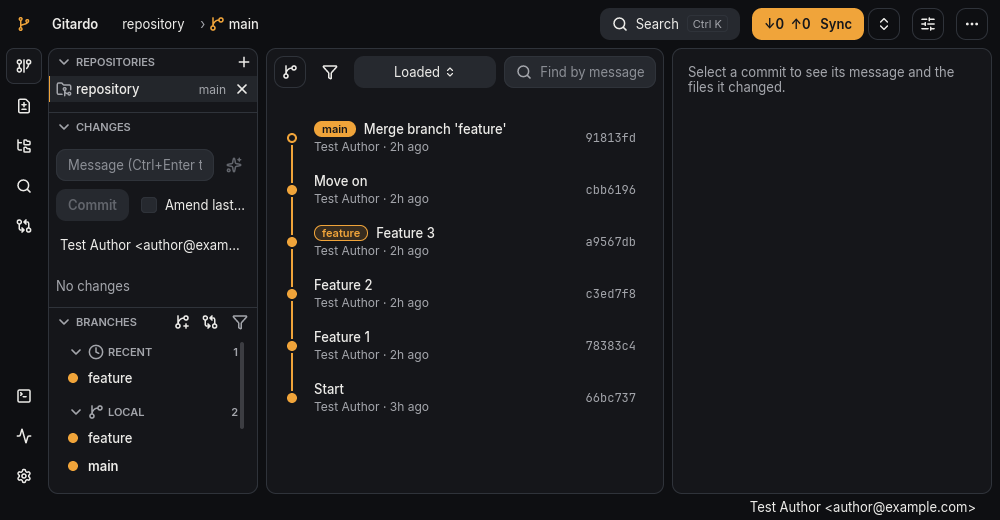 Gitardo
repository
main
Search
Ctrl K
↓0 ↑0 Sync
REPOSITORIES
repository
main
CHANGES
Message (Ctrl+Enter t
Commit
Amend last...
Test Author <author@exam...
No changes
BRANCHES
RECENT
1
feature
LOCAL
2
feature
main
Loaded
Find by message
main
Merge branch 'feature'
91813fd
Test Author · 2h ago
Move on
cbb6196
Test Author · 2h ago
feature
Feature 3
a9567db
Test Author · 2h ago
Feature 2
c3ed7f8
Test Author · 2h ago
Feature 1
78383c4
Test Author · 2h ago
Start
66bc737
Test Author · 3h ago
Select a commit to see its message and the
files it changed.
Test Author <author@example.com>